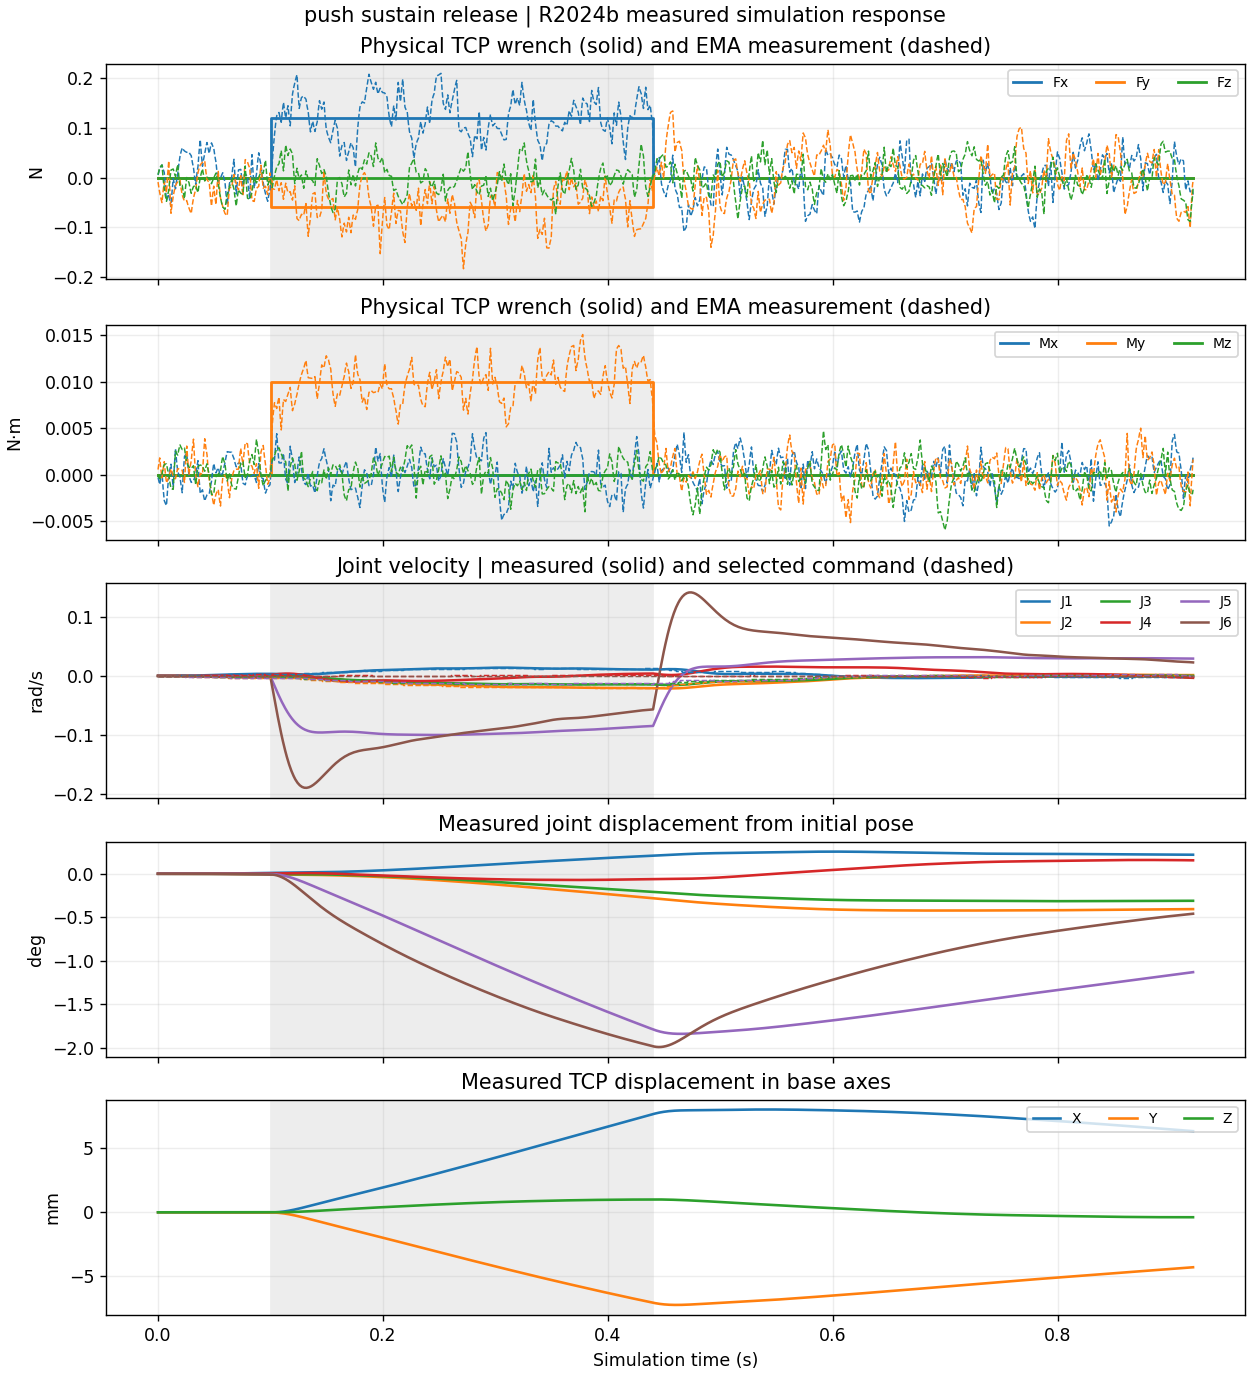 push sustain release | R2024b measured simulation response
Physical TCP wrench (solid) and EMA measurement (dashed)
0.2
0.1
0.0
−0.1
−0.2
N
Fx Fy Fz
Physical TCP wrench (solid) and EMA measurement (dashed)
0.015
0.010
0.005
0.000
−0.005
N·m
Mx My Mz
Joint velocity | measured (solid) and selected command (dashed)
0.1
0.0
−0.1
−0.2
rad/s
J1 J3 J5
J2 J4 J6
Measured joint displacement from initial pose
0.0
−0.5
−1.0
−1.5
−2.0
deg
Measured TCP displacement in base axes
5
0
−5
mm
X Y Z
0.0 0.2 0.4 0.6 0.8
Simulation time (s)